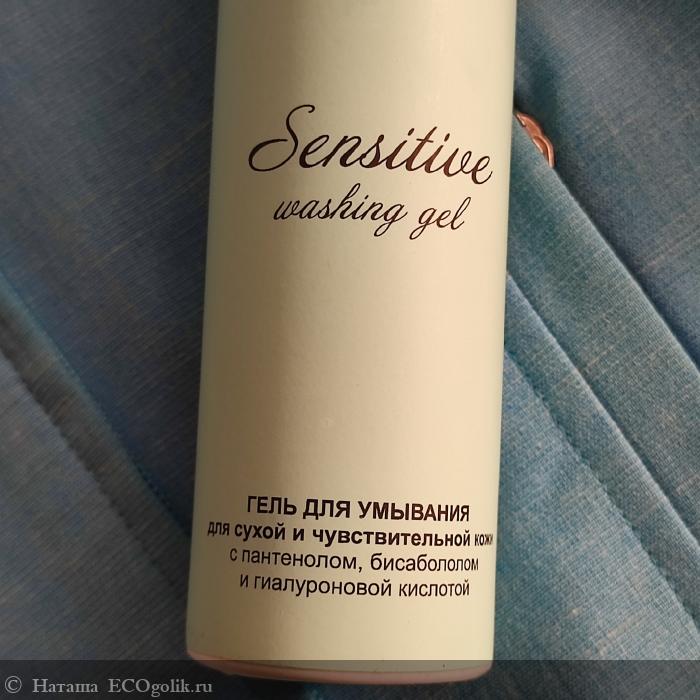 Sensitive
washing gel
ГЕЛЬ ДЛЯ УМЫВАНИЯ
для сухой и чувствительной кожи
с пантенолом, бисабололом
и гиалуроновой кислотой
© Наташа ECOgolik.ru